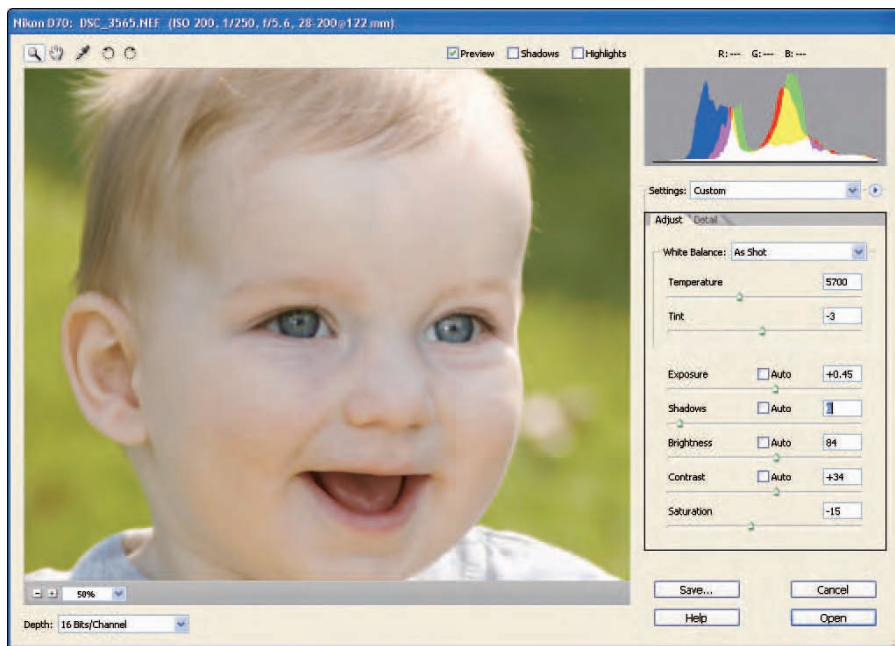 Nikon D70: DSC_3565.NEF (ISO 200, 1/250, f/5.6, 28-200@122 mm)
Preview Shadows Highlights R: --- G: --- B: ---
Settings: Custom
Adjust Detail
White Balance: As Shot
Temperature 5700
Tint -3
Exposure Auto +0.45
Shadows Auto
Brightness Auto 84
Contrast Auto +34
Saturation -15
50%
Save... Cancel
Depth: 16 Bits/Channel Help Open